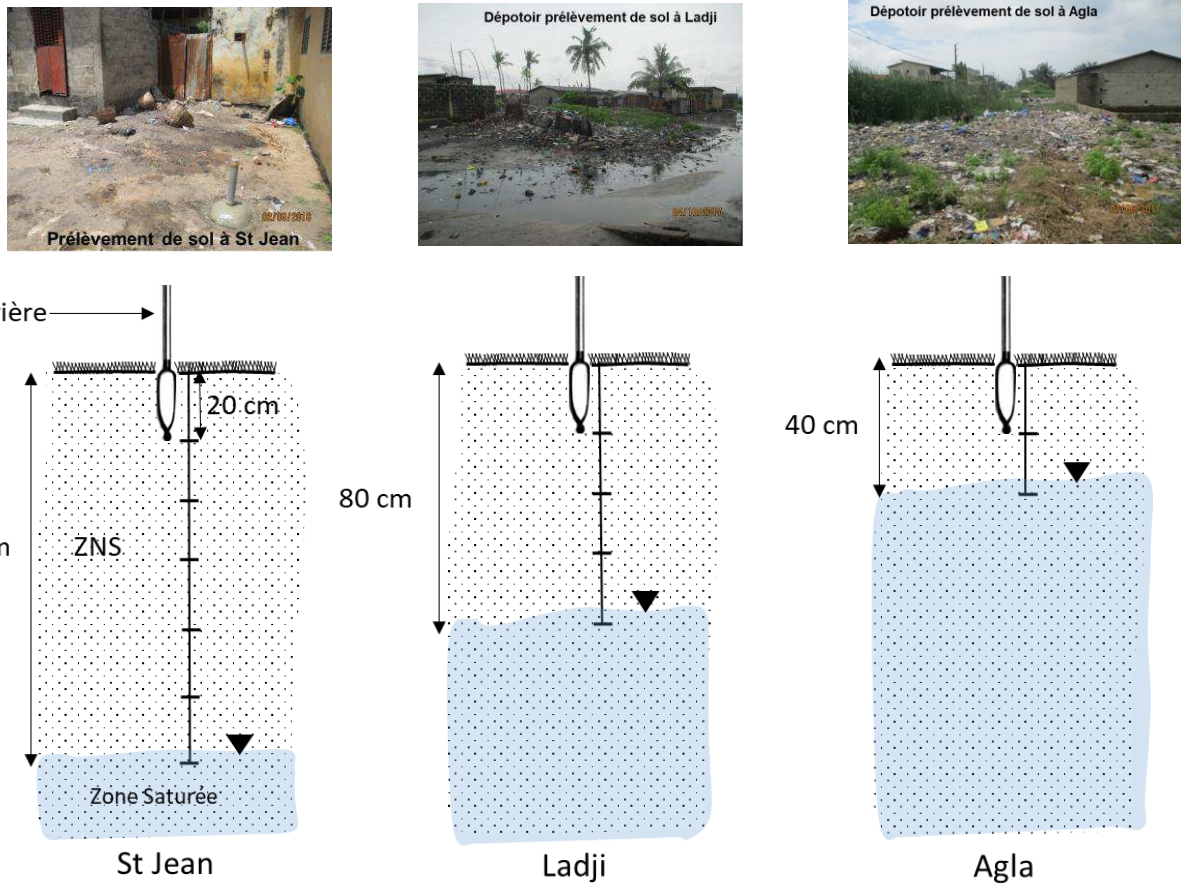 Prélèvement de sol à St Jean
Dépotoir prélèvement de sol à Ladji
Dépotoir prélèvement de sol à Agla
20 cm
ZNS
Zone Saturée
St Jean
80 cm
Ladji
40 cm
Agla